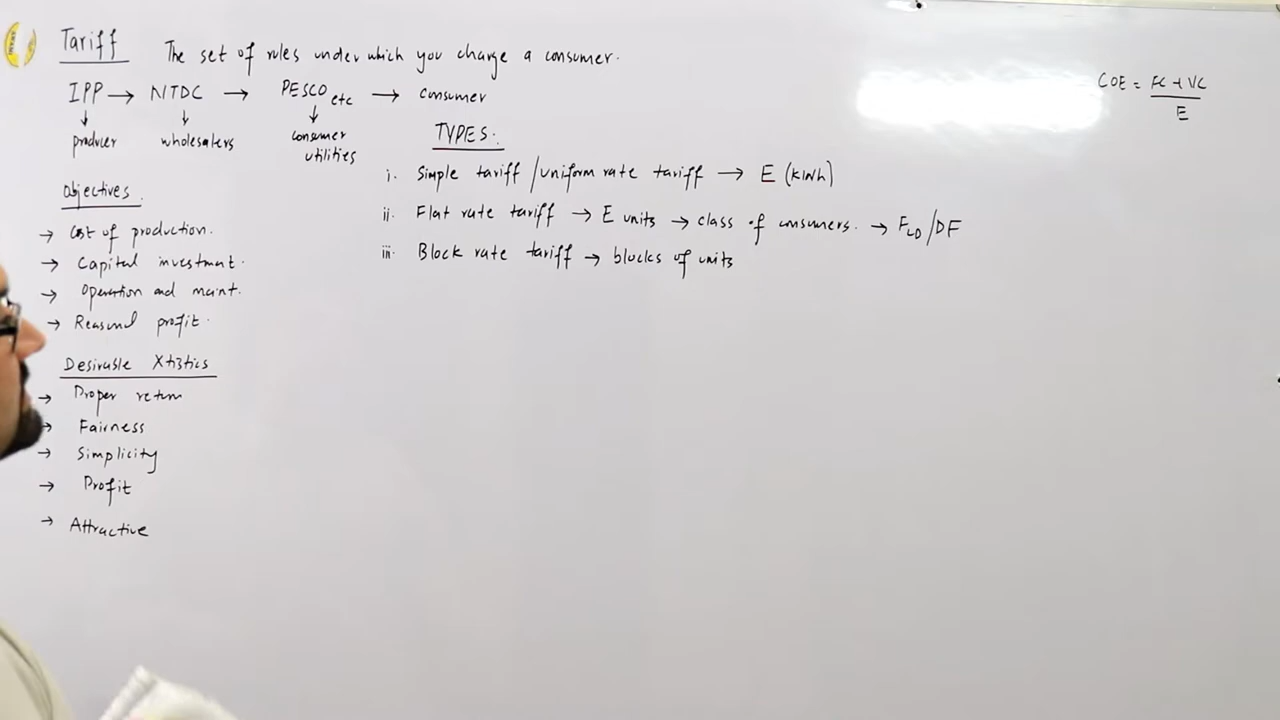 Tariff The set of rules under which you charge a consumer.
IPP → NTDC → PESCO etc → consumer
↓ producer ↓ wholesalers ↓ consumer utilities
COE = FC + VC / E
Objectives.
→ Cost of production.
→ Capital investment.
→ Operation and maint.
→ Reasonal profit.
Desirable Xtistics
→ Proper return
→ Fairness
→ Simplicity
→ Profit
→ Attractive
TYPES:
i. Simple tariff / uniform rate tariff → E (kWh)
ii. Flat rate tariff → E units → class of consumers. → FLD/DF
iii. Block rate tariff → blocks of units